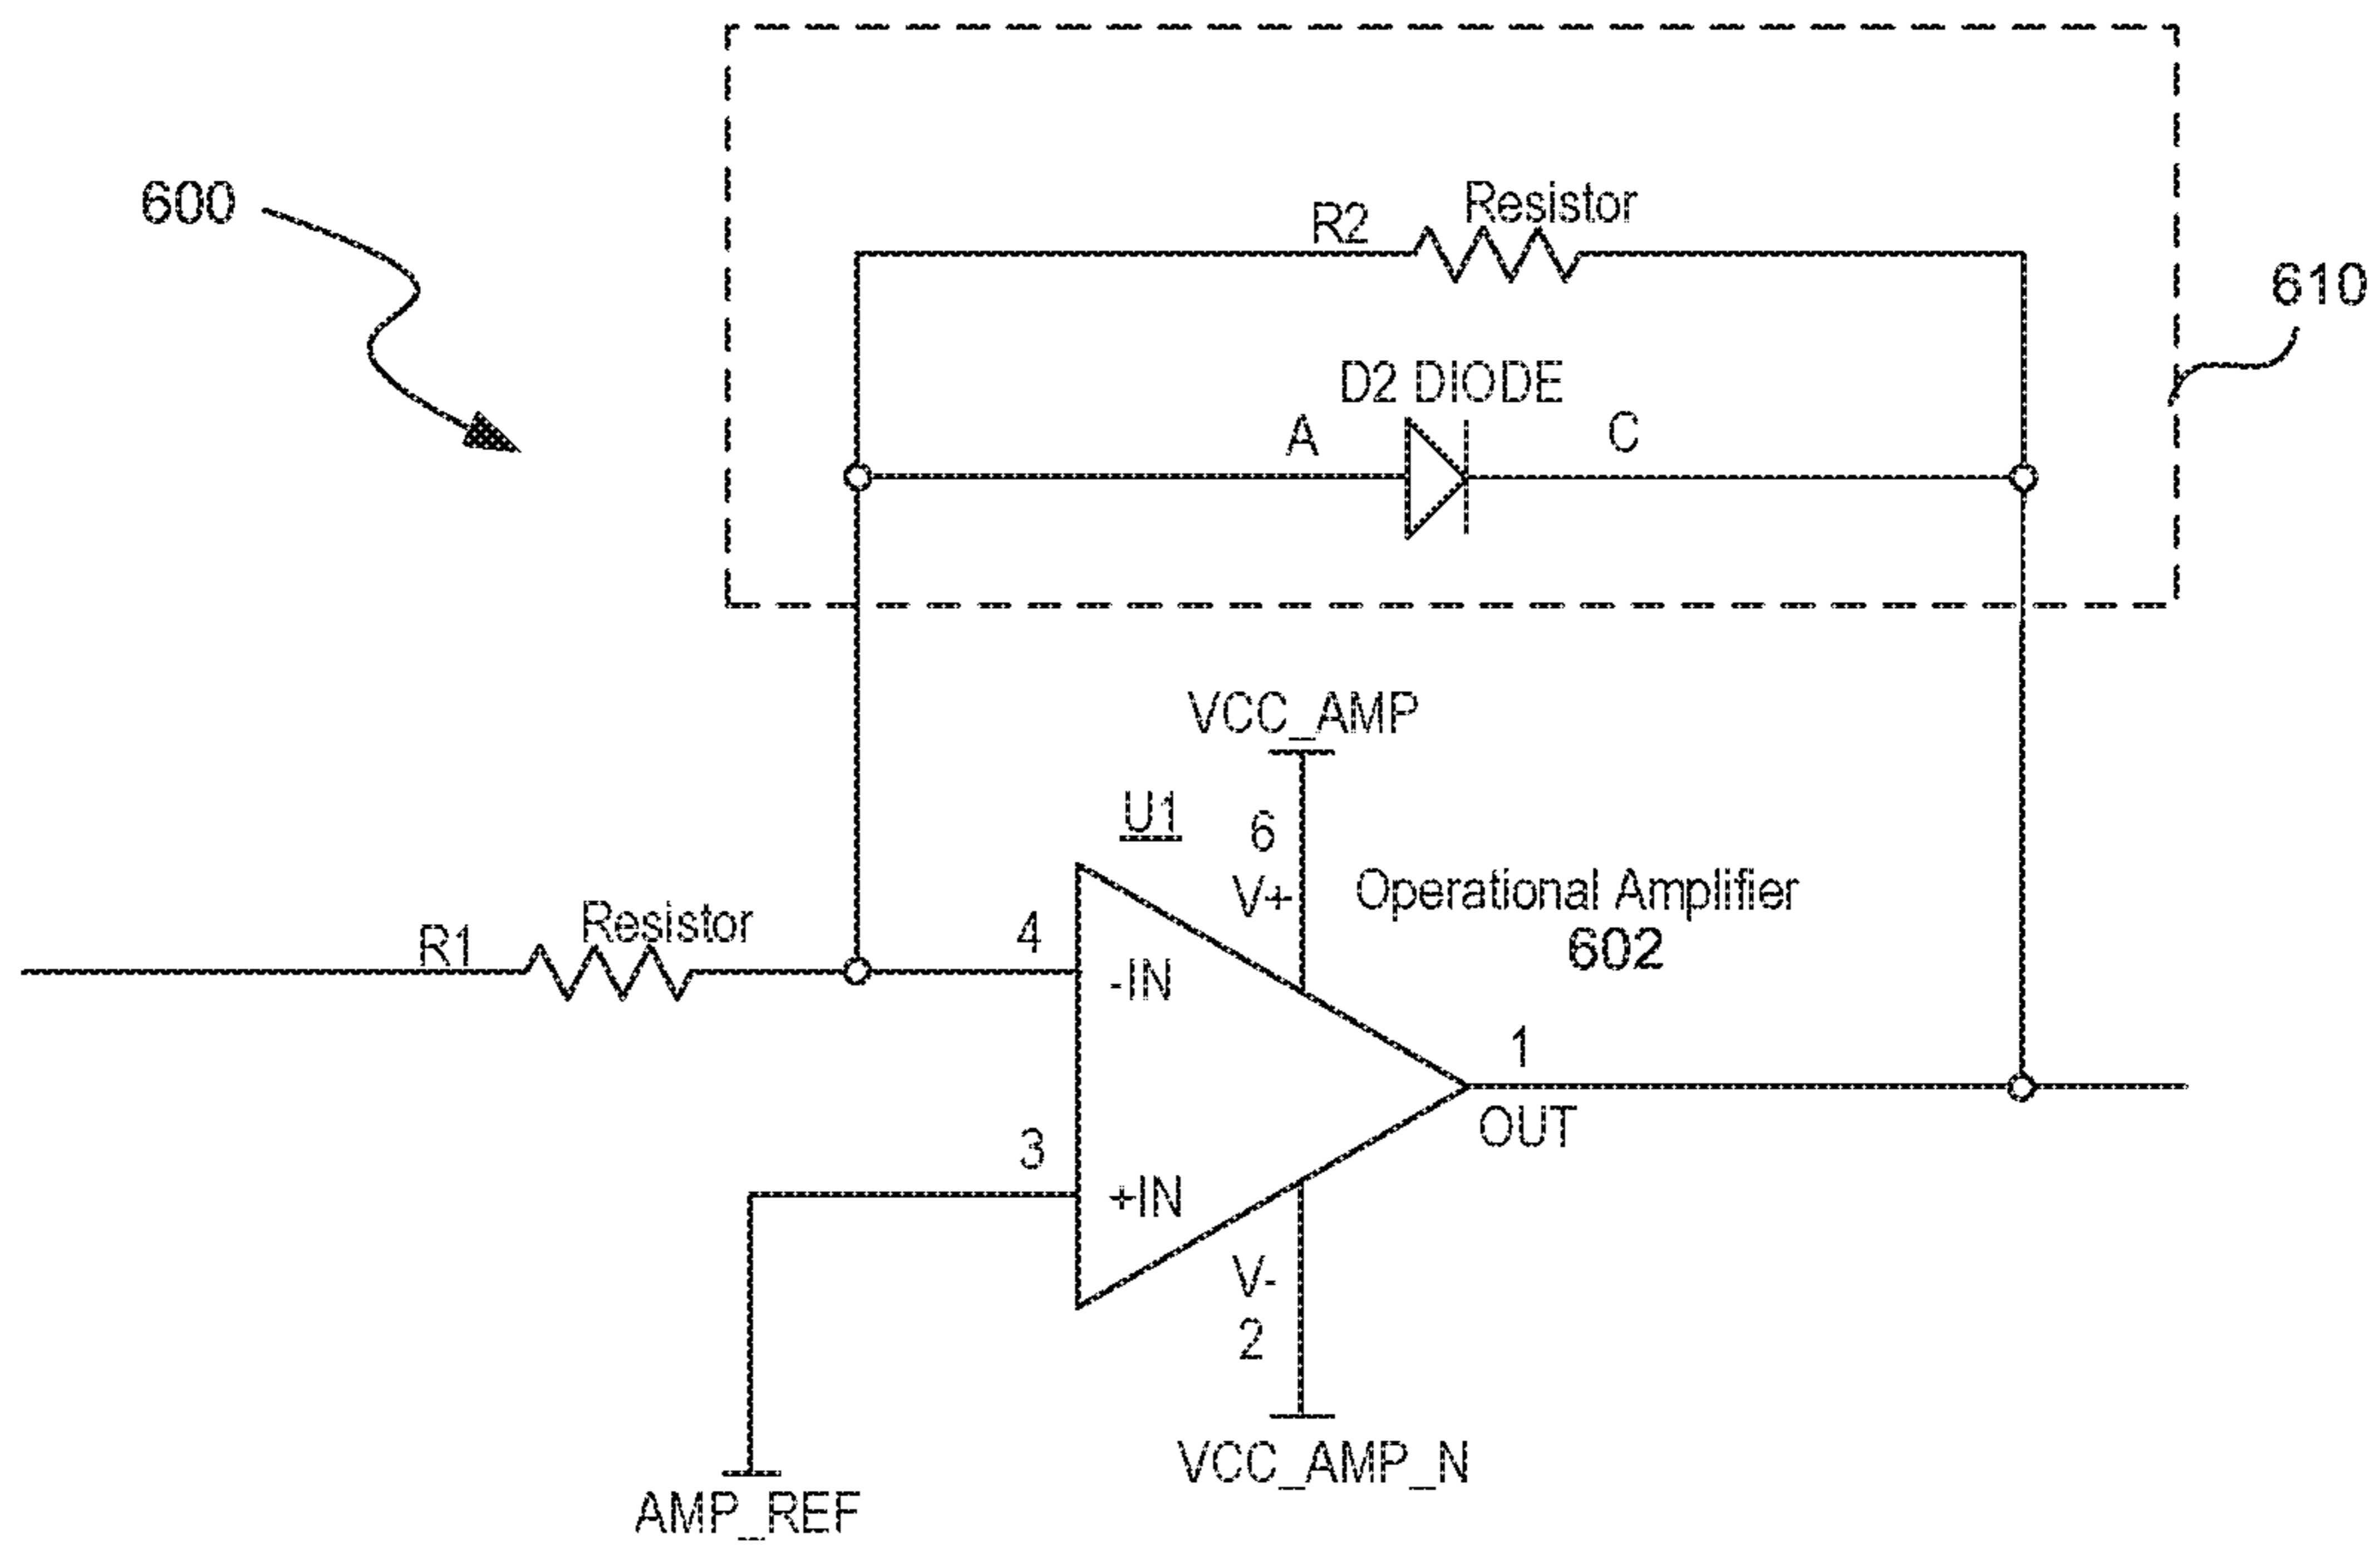 600
Resistor
R2
610
D2 DIODE
A
C
VCC_AMP
U1
6
V+
Operational Amplifier
602
Resistor
R1
4
-IN
1
OUT
3
+IN
V-
2
VCC_AMP_N
AMP_REF